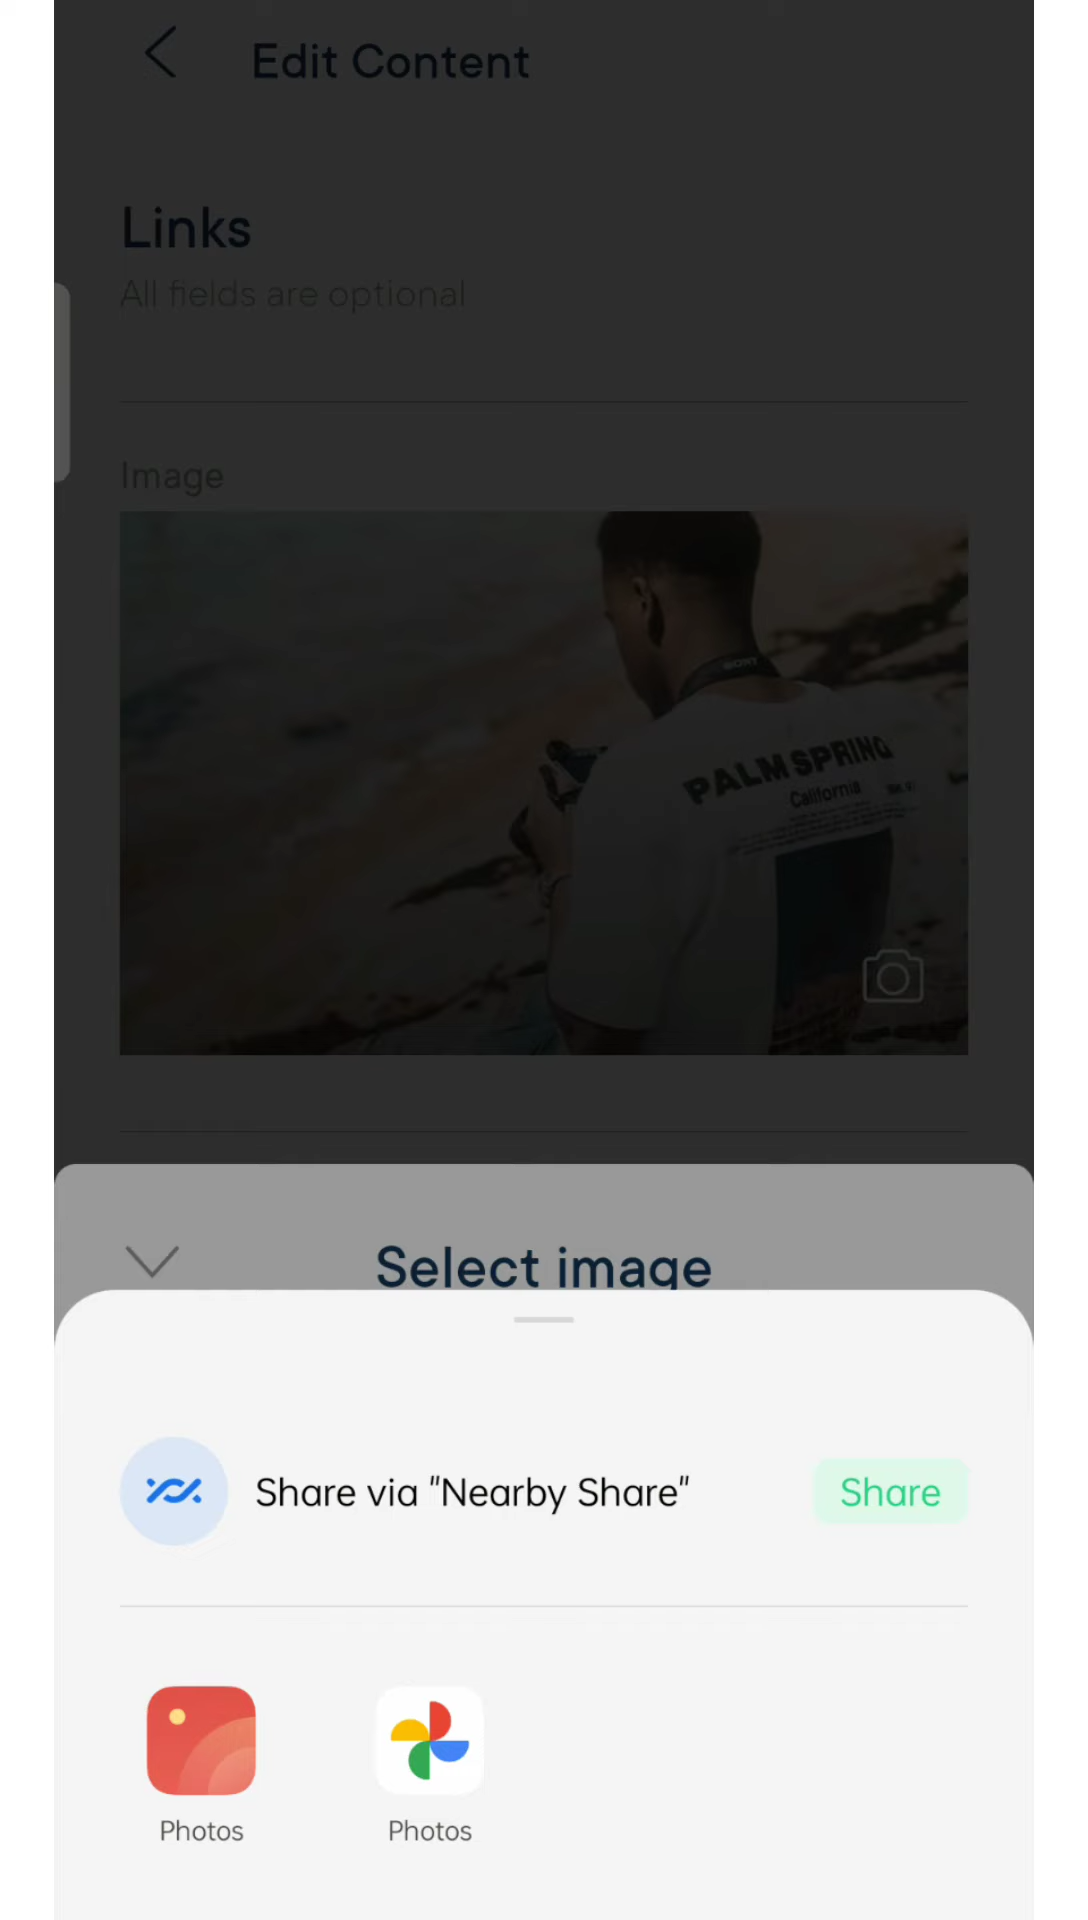 Edit Content
Links
All fields are optional
Image
SONY
PALM SPRING
California
Select image
Share via "Nearby Share"
Share
Photos
Photos